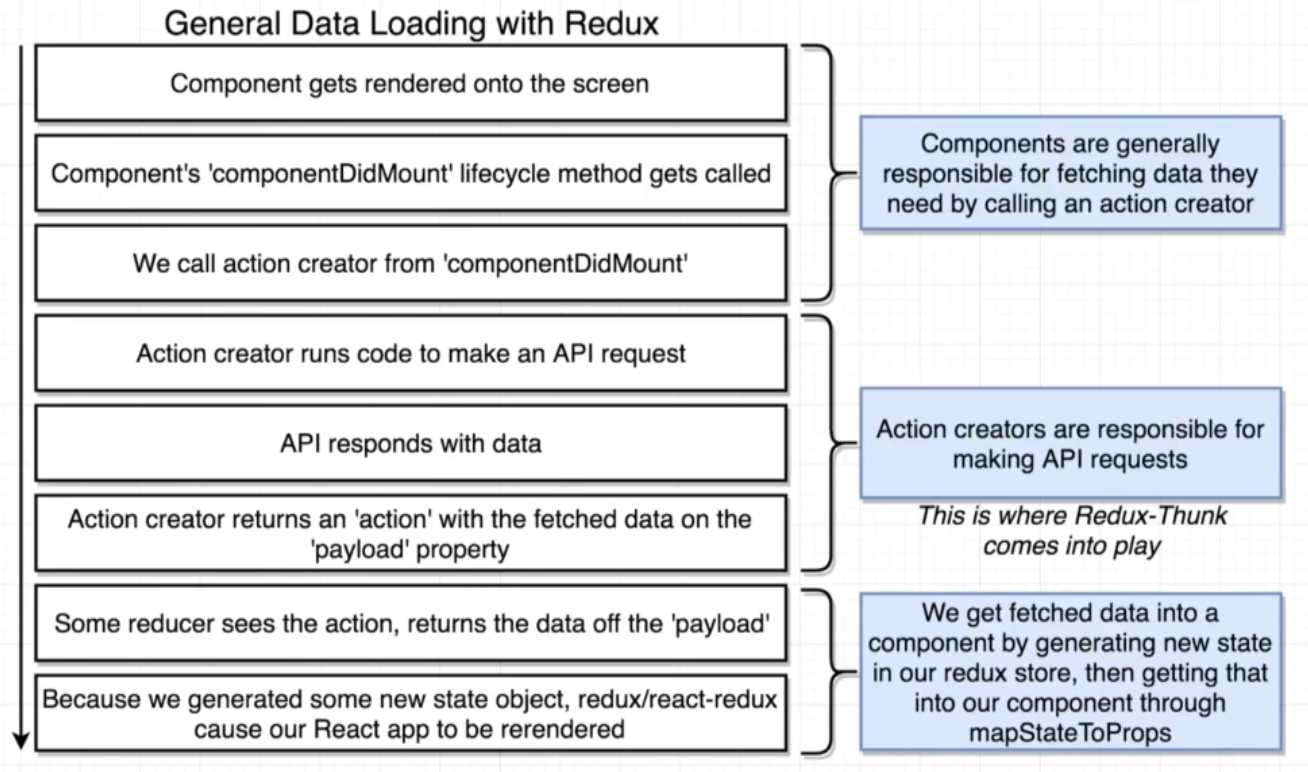 General Data Loading with Redux
Component gets rendered onto the screen
Component's 'componentDidMount' lifecycle method gets called
We call action creator from 'componentDidMount'
Components are generally
responsible for fetching data they
need by calling an action creator
Action creator runs code to make an API request
API responds with data
Action creator returns an 'action' with the fetched data on the
'payload' property
Action creators are responsible for
making API requests
This is where Redux-Thunk
comes into play
Some reducer sees the action, returns the data off the 'payload'
Because we generated some new state object, redux/react-redux
cause our React app to be rerendered
We get fetched data into a
component by generating new state
in our redux store, then getting that
into our component through
mapStateToProps